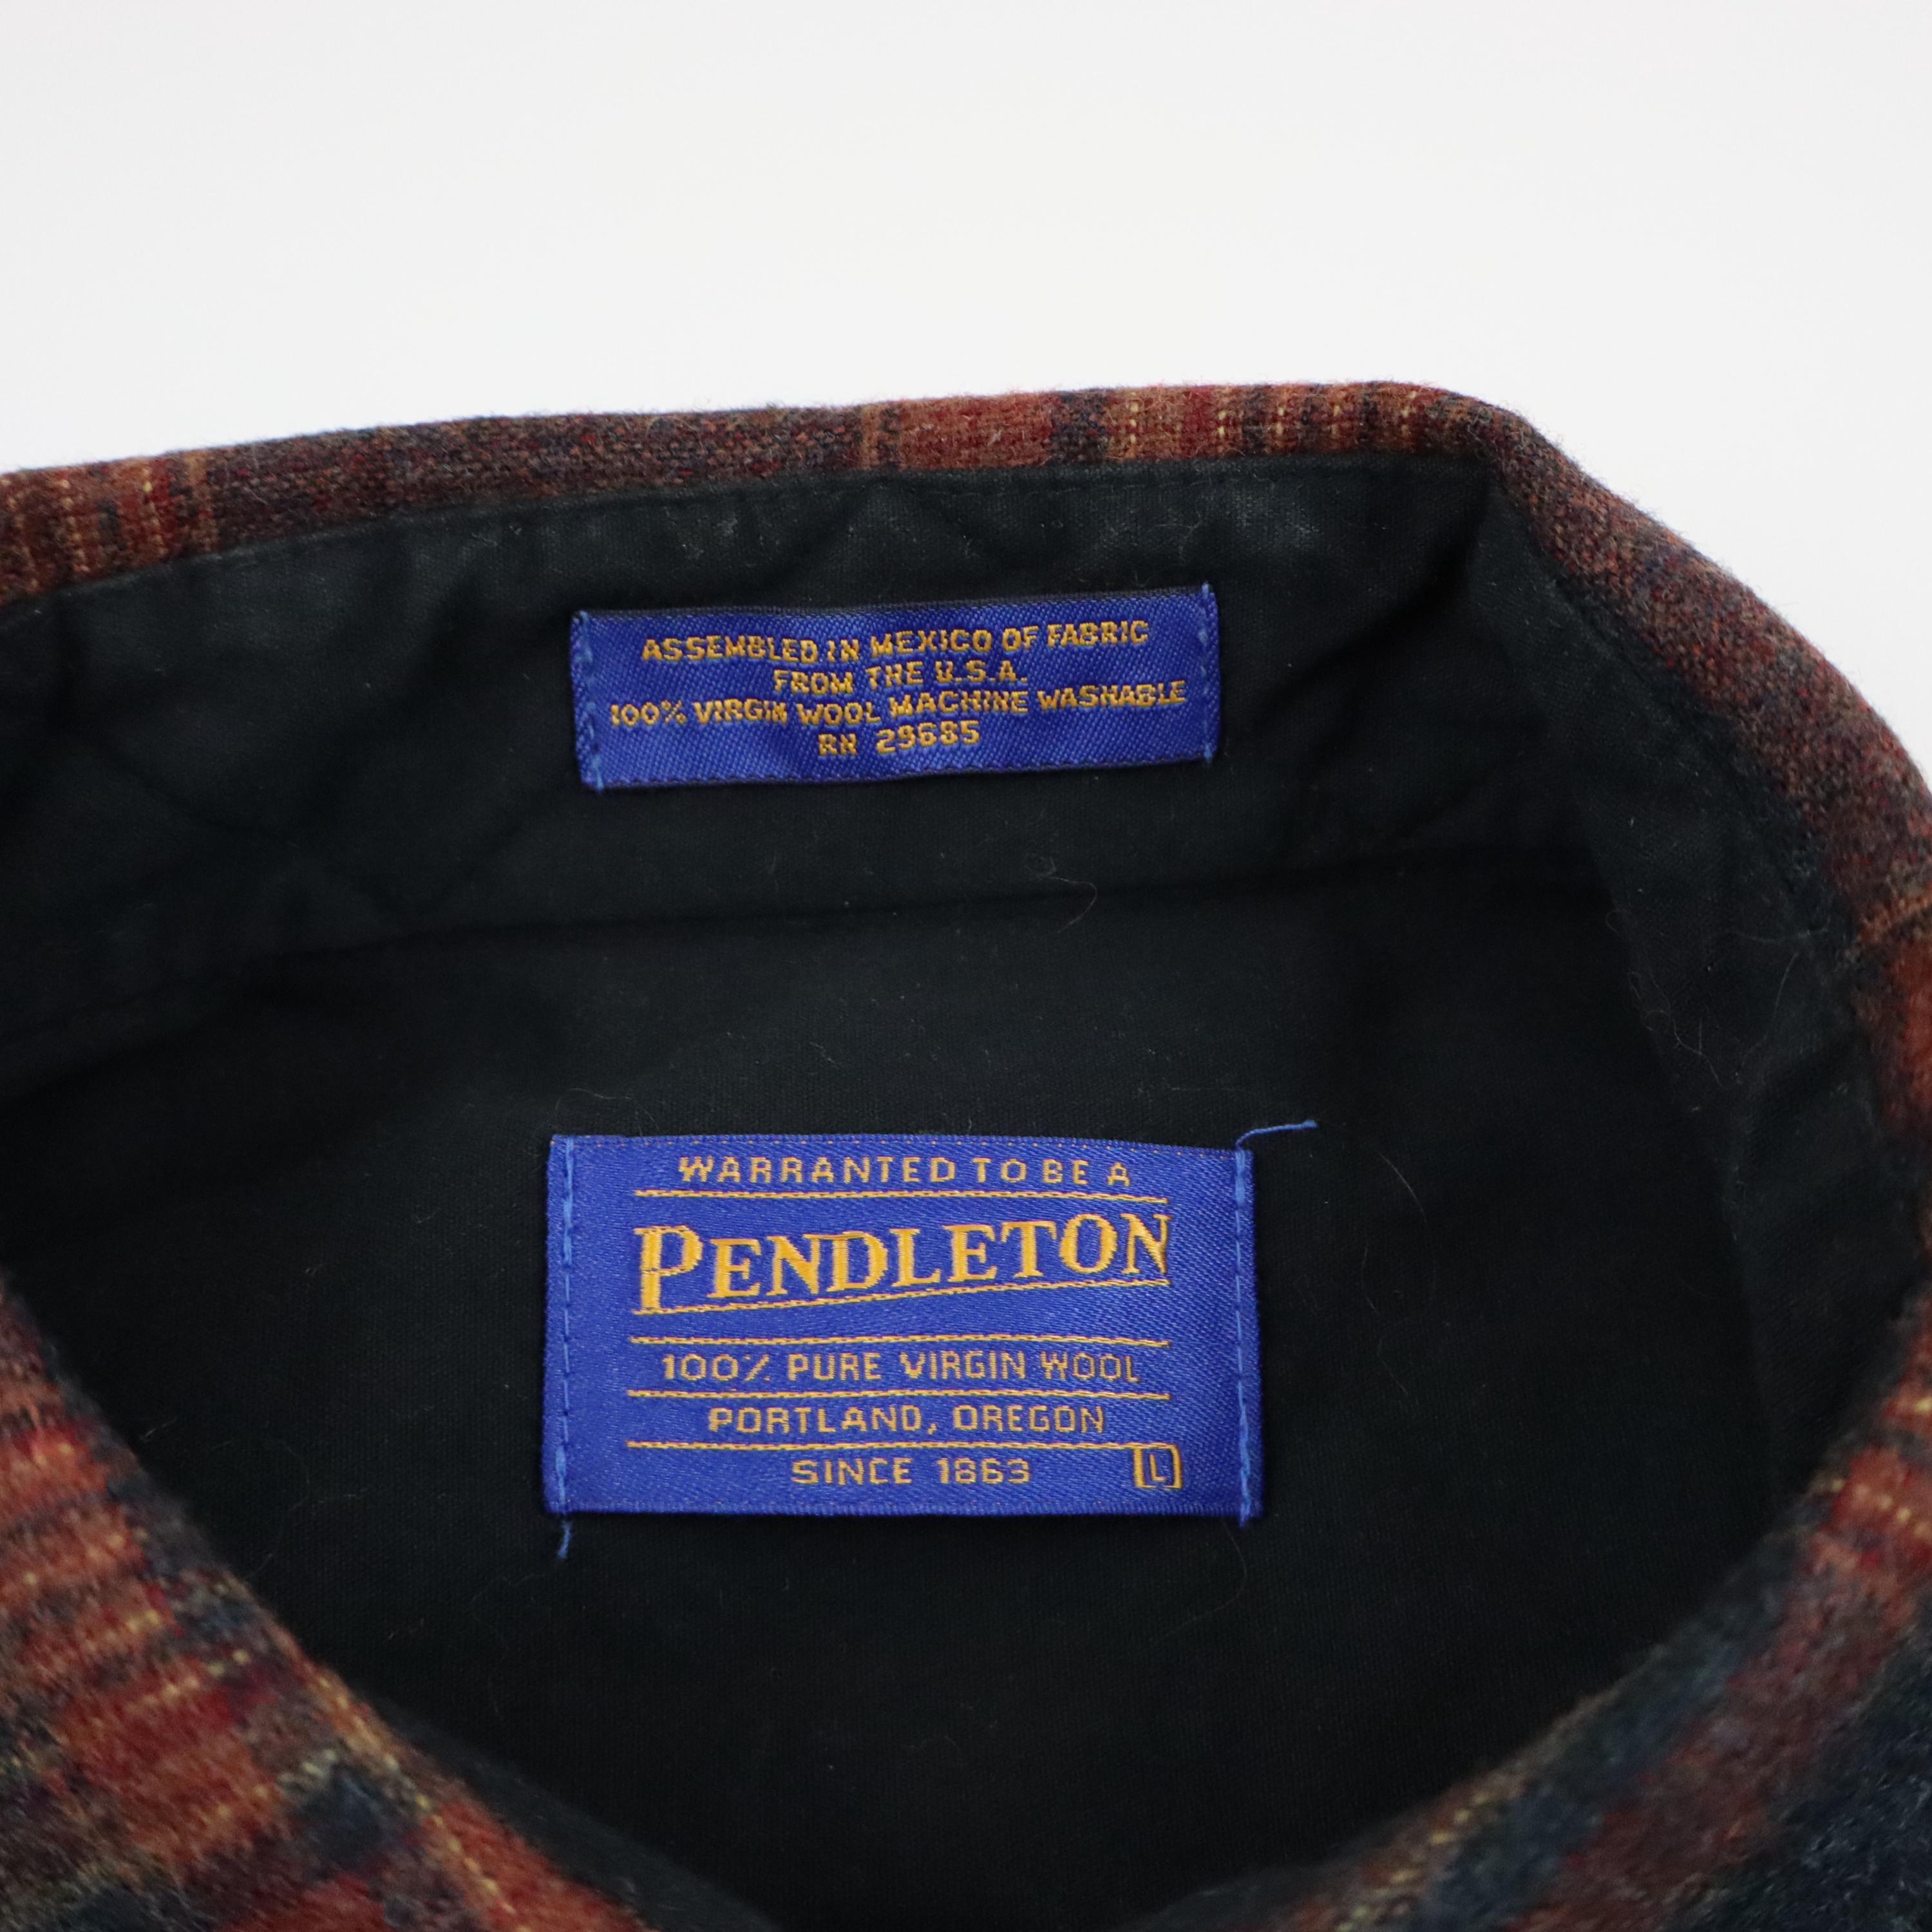 ASSEMBLED IN MEXICO OF FABRIC
FROM THE U.S.A.
100% VIRGIN WOOL MACHINE WASHABLE
RN 29685
WARRANTED TO BE A
PENDLETON
100% PURE VIRGIN WOOL
PORTLAND, OREGON
SINCE 1863 L